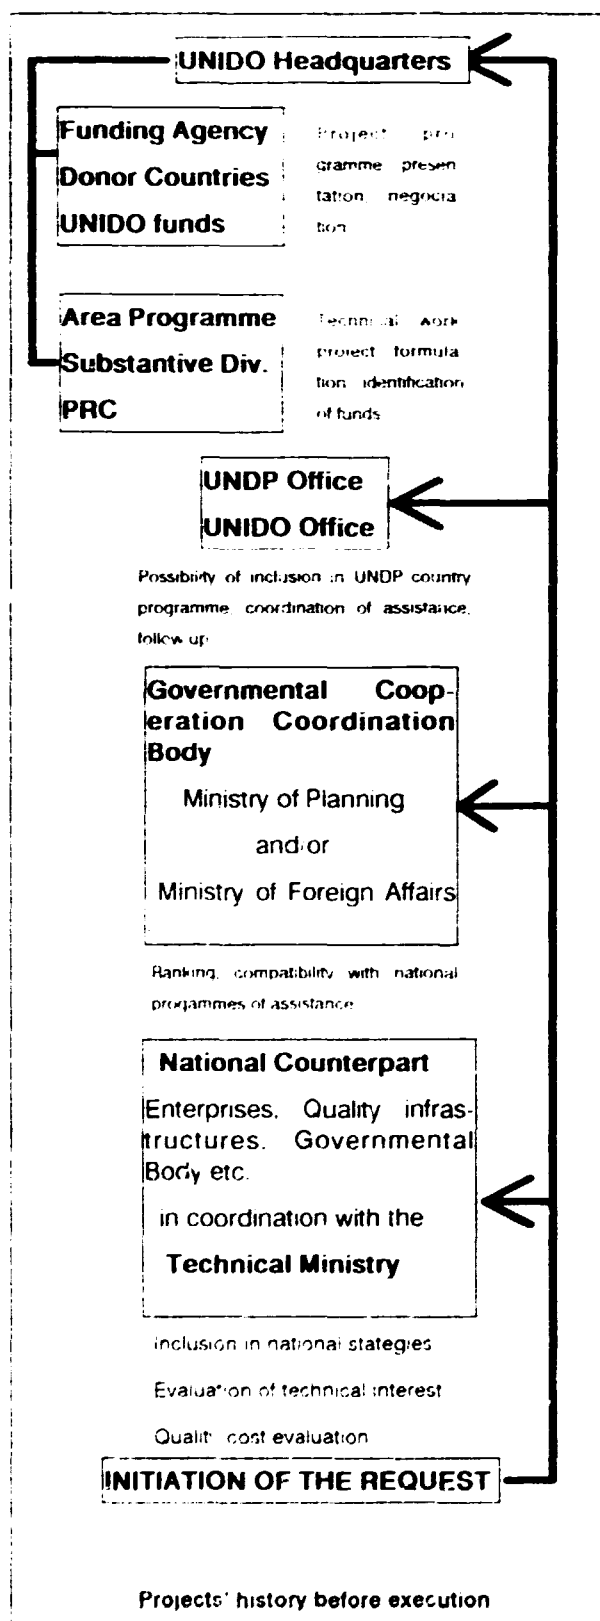 UNIDO Headquarters
Funding Agency
Donor Countries
UNIDO funds
Project pro
gramme presen
tation, negocia
tion
Area Programme
Substantive Div.
PRC
Technical work
project formula
tion identification
of funds
UNDP Office
UNIDO Office
Possibility of inclusion in UNDP country
programme, coordination of assistance,
follow up
Governmental Coop-
eration Coordination
Body
Ministry of Planning
and/or
Ministry of Foreign Affairs
Ranking, compatibility with national
progammes of assistance
National Counterpart
Enterprises, Quality infras-
tructures, Governmental
Body etc.
in coordination with the
Technical Ministry
Inclusion in national stategies
Evaluation of technical interest
Quality cost evaluation
INITIATION OF THE REQUEST
Projects' history before execution